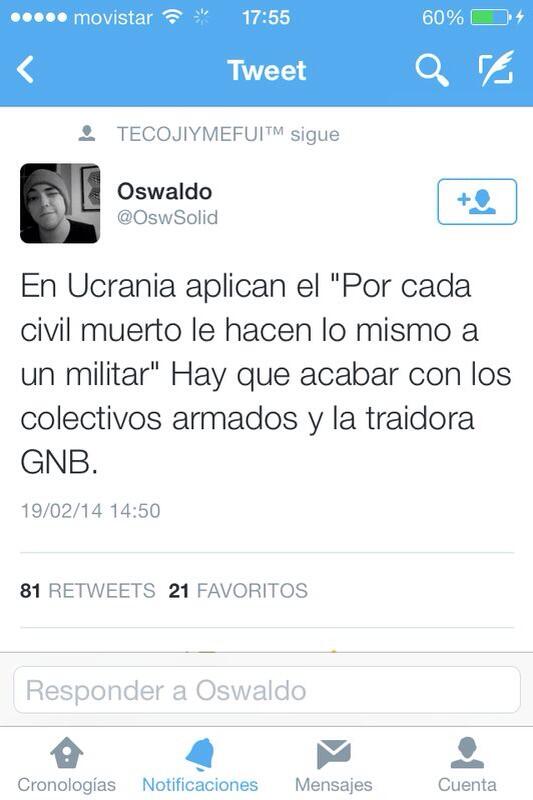 movistar 17:55 60%
Tweet
TECOJIYMEFUI™ sigue
Oswaldo
@OswSolid
En Ucrania aplican el "Por cada
civil muerto le hacen lo mismo a
un militar" Hay que acabar con los
colectivos armados y la traidora
GNB.
19/02/14 14:50
81 RETWEETS 21 FAVORITOS
Responder a Oswaldo
Cronologías Notificaciones Mensajes Cuenta